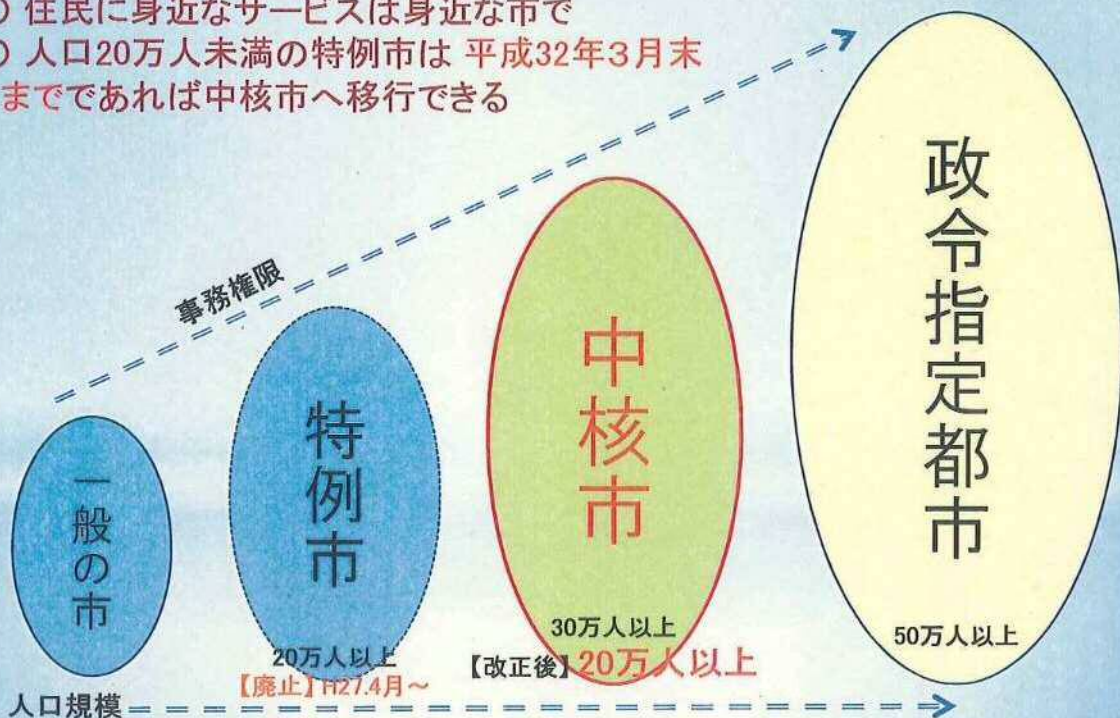 住民に身近なサービスは身近な市で
人口20万人未満の特例市は 平成32年3月末
まででであれば中核市へ移行できる
事務権限
一般の市
特例市
20万人以上
【廃止】H27.4月~
中核市
30万人以上
【改正後】20万人以上
政令指定都市
50万人以上
人口規模